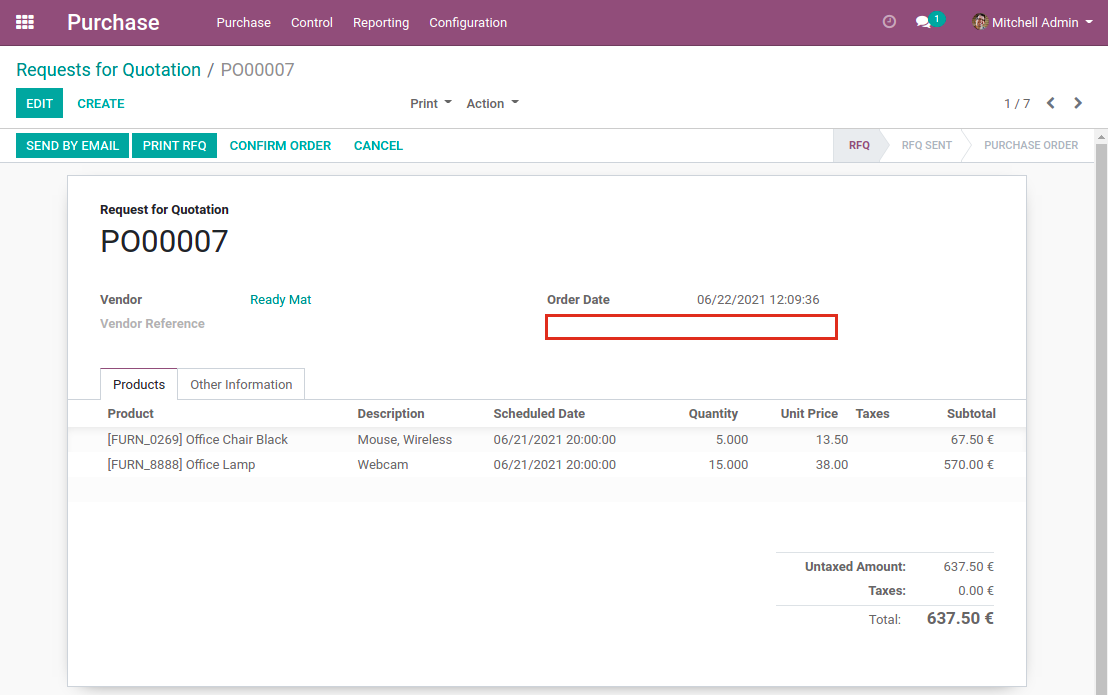 Purchase Purchase Control Reporting Configuration 1 Mitchell Admin
Requests for Quotation / PO00007
EDIT CREATE Print Action 1 / 7
SEND BY EMAIL PRINT RFQ CONFIRM ORDER CANCEL RFQ RFQ SENT PURCHASE ORDER
Request for Quotation
PO00007
Vendor Ready Mat Order Date 06/22/2021 12:09:36
Vendor Reference
Products Other Information
Product Description Scheduled Date Quantity Unit Price Taxes Subtotal
[FURN_0269] Office Chair Black Mouse, Wireless 06/21/2021 20:00:00 5.000 13.50 67.50 €
[FURN_8888] Office Lamp Webcam 06/21/2021 20:00:00 15.000 38.00 570.00 €
Untaxed Amount: 637.50 €
Taxes: 0.00 €
Total: 637.50 €